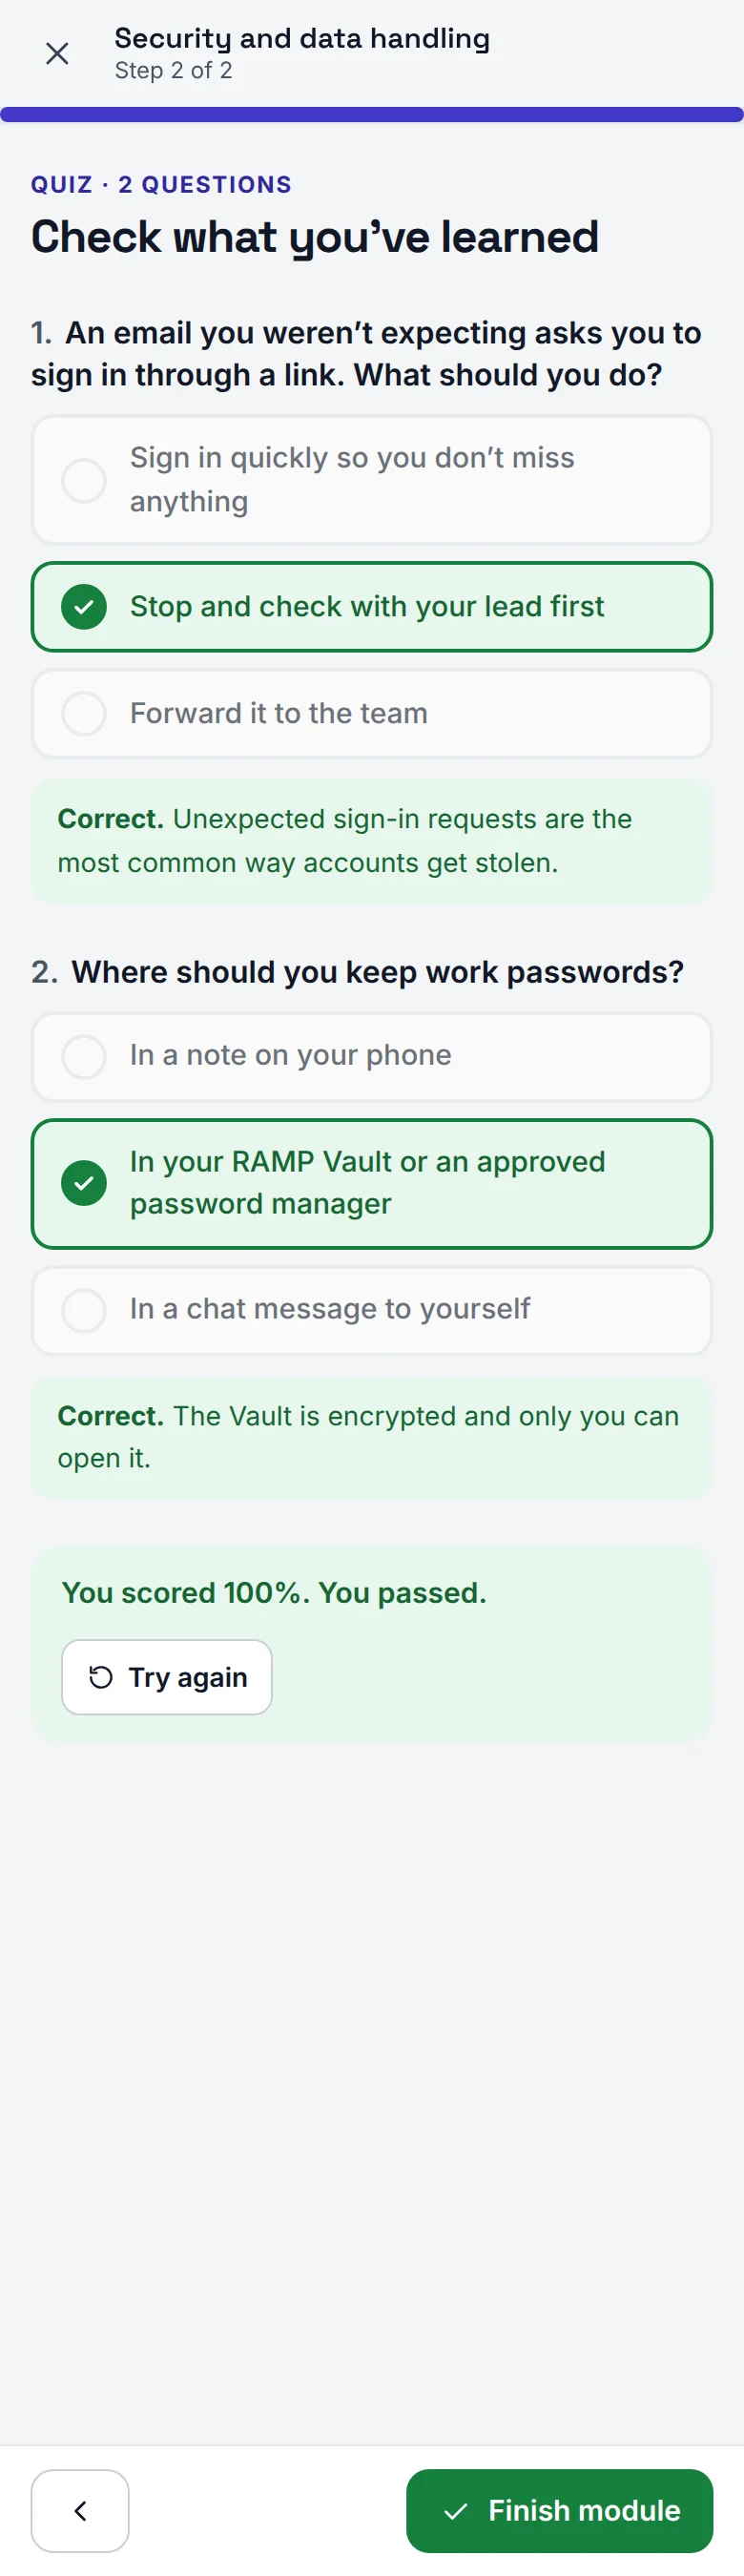 Security and data handling
Step 2 of 2
QUIZ · 2 QUESTIONS
Check what you’ve learned
1. An email you weren’t expecting asks you to
sign in through a link. What should you do?
Sign in quickly so you don’t miss
anything
Stop and check with your lead first
Forward it to the team
Correct. Unexpected sign-in requests are the
most common way accounts get stolen.
2. Where should you keep work passwords?
In a note on your phone
In your RAMP Vault or an approved
password manager
In a chat message to yourself
Correct. The Vault is encrypted and only you can
open it.
You scored 100%. You passed.
Try again
Finish module